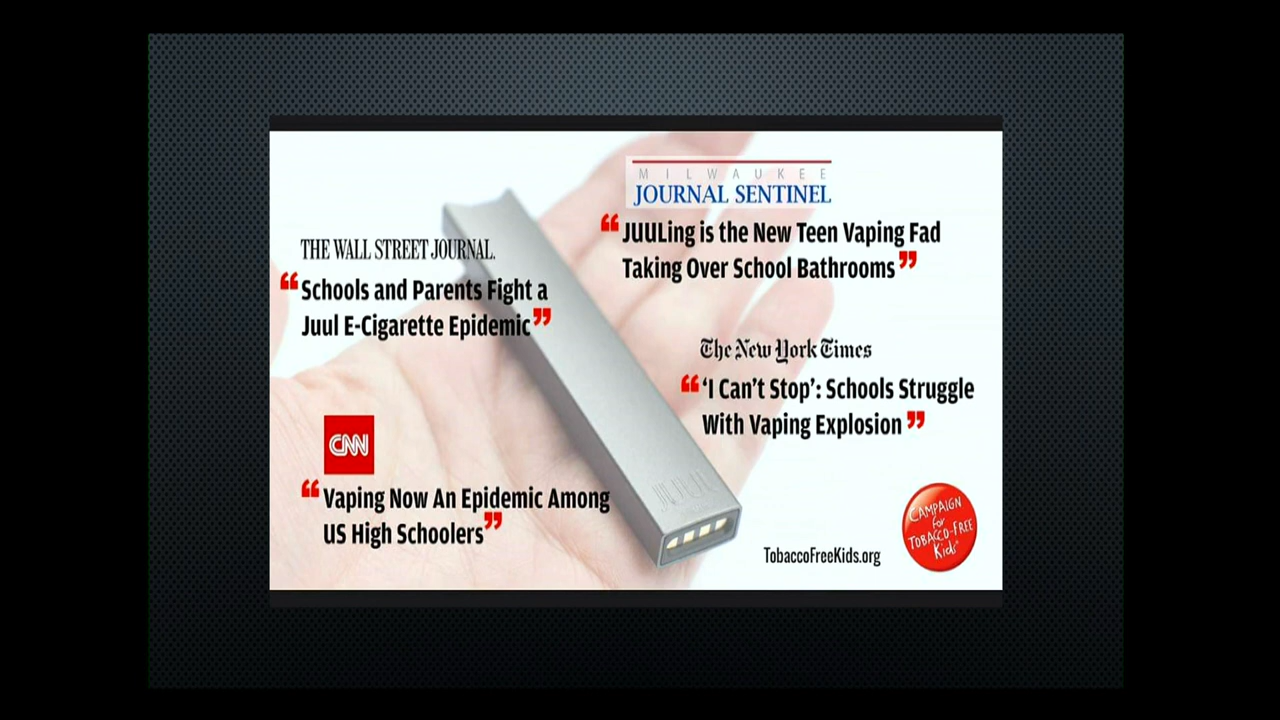 MILWAUKEE
JOURNAL SENTINEL
“JUULing is the New Teen Vaping Fad
Taking Over School Bathrooms”
THE WALL STREET JOURNAL.
“Schools and Parents Fight a
Juul E-Cigarette Epidemic”
The New York Times
“‘I Can’t Stop’: Schools Struggle
With Vaping Explosion”
CNN
“Vaping Now An Epidemic Among
US High Schoolers”
JUUL
TobaccoFreeKids.org
CAMPAIGN
for
TOBACCO-FREE
Kids®